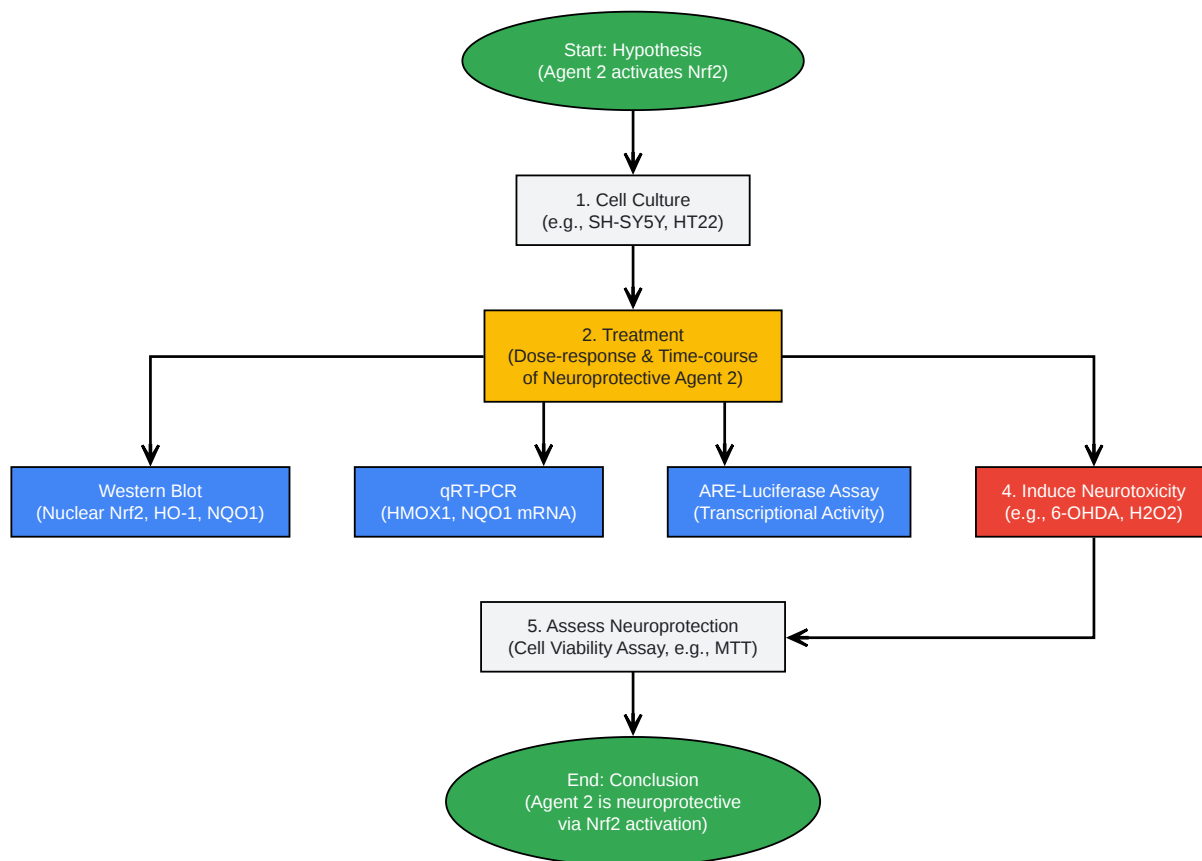 Start: Hypothesis
(Agent 2 activates Nrf2)
1. Cell Culture
(e.g., SH-SY5Y, HT22)
2. Treatment
(Dose-response & Time-course
of Neuroprotective Agent 2)
Western Blot
(Nuclear Nrf2, HO-1, NQO1)
qRT-PCR
(HMOX1, NQO1 mRNA)
ARE-Luciferase Assay
(Transcriptional Activity)
4. Induce Neurotoxicity
(e.g., 6-OHDA, H2O2)
5. Assess Neuroprotection
(Cell Viability Assay, e.g., MTT)
End: Conclusion
(Agent 2 is neuroprotective
via Nrf2 activation)